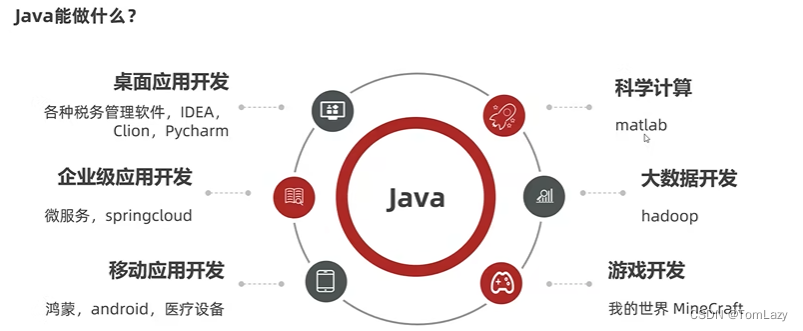 Java能做什么？
桌面应用开发
各种税务管理软件，IDEA，
Clion，Pycharm
科学计算
matlab
企业级应用开发
微服务，springcloud
Java
大数据开发
hadoop
移动应用开发
鸿蒙，android，医疗设备
游戏开发
我的世界 MineCraft
CSDN @TomLazy